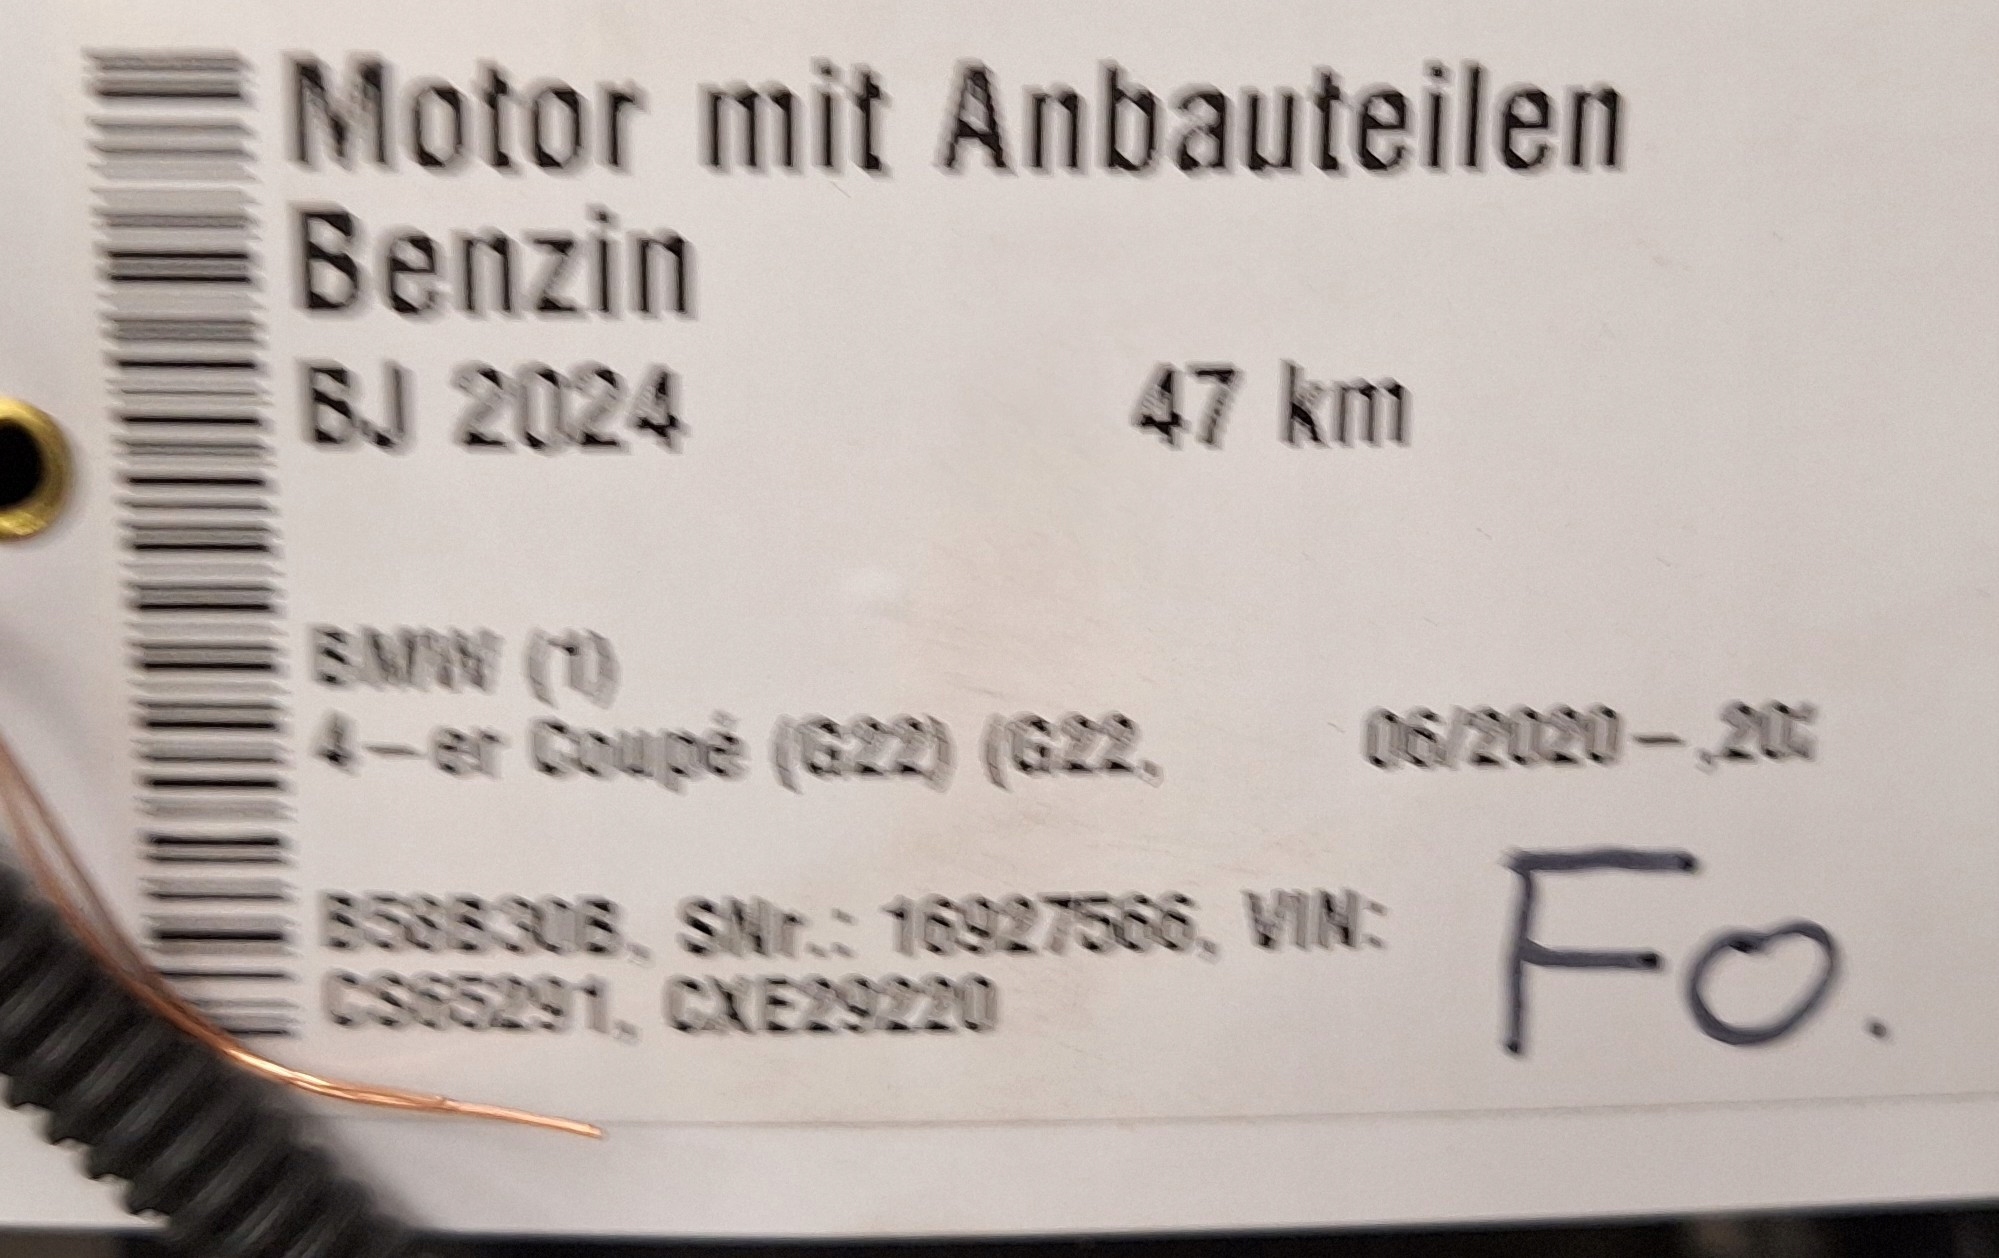 Motor mit Anbauteilen
Benzin
BJ 2024 47 km
BMW (1)
4-er Coupé (G22) (G22, 06/2020-,202
B58B30B, SNr.: 16927566, VIN:
CS65291, CXE29220
Fo.